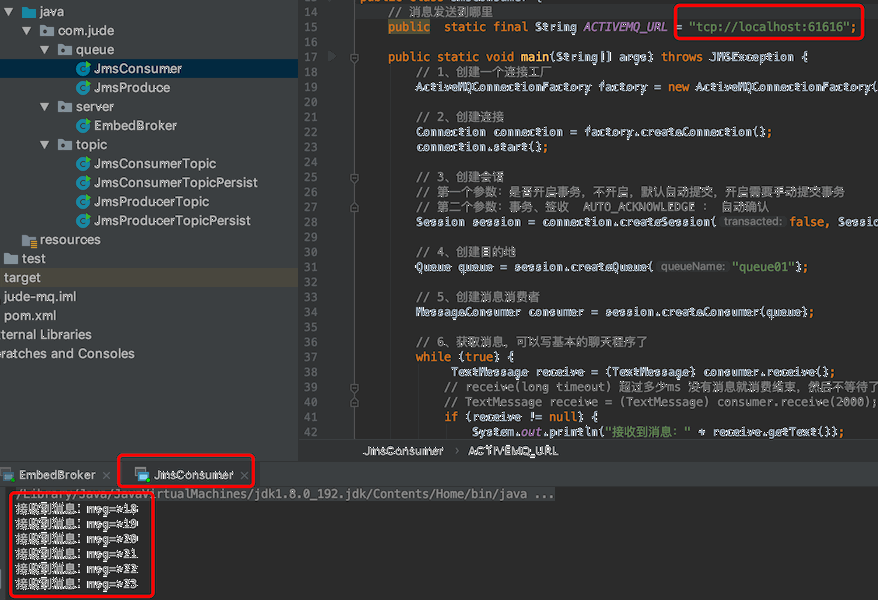 java
com.jude
queue
JmsConsumer
JmsProduce
server
EmbedBroker
topic
JmsConsumerTopic
JmsConsumerTopicPersist
JmsProducerTopic
JmsProducerTopicPersist
resources
test
target
jude-mq.iml
pom.xml
ternal Libraries
ratches and Consoles
14 // 消息发送到哪里
15 public static final String ACTIVEMQ_URL = "tcp://localhost:61616";
16
17 public static void main(String[] args) throws JMSException {
18 // 1、创建一个连接工厂
19 ActiveMQConnectionFactory factory = new ActiveMQConnectionFactory(
20
21 // 2、创建连接
22 Connection connection = factory.createConnection();
23 connection.start();
24
25 // 3、创建会话
26 // 第一个参数：是否开启事务，不开启，默认自动提交，开启需要手动提交事务
27 // 第二个参数：事务、签收 AUTO_ACKNOWLEDGE : 自动确认
28 Session session = connection.createSession( transacted: false, Sessio
29
30 // 4、创建目的地
31 Queue queue = session.createQueue( queueName: "queue01");
32
33 // 5、创建消息消费者
34 MessageConsumer consumer = session.createConsumer(queue);
35
36 // 6、获取消息，可以写基本的聊天程序了
37 while (true) {
38 TextMessage receive = (TextMessage) consumer.receive();
39 // receive(long timeout) 超过多少ms 没有消息就消费结束，然后不等待了
40 // TextMessage receive = (TextMessage) consumer.receive(2000);
41 if (receive != null) {
42 System.out.println("接收到消息：" + receive.getText());
JmsConsumer › ACTIVEMQ_URL
EmbedBroker × JmsConsumer ×
/Library/Java/JavaVirtualMachines/jdk1.8.0_192.jdk/Contents/Home/bin/java ...
接收到消息：msg=>18
接收到消息：msg=>19
接收到消息：msg=>20
接收到消息：msg=>21
接收到消息：msg=>22
接收到消息：msg=>23